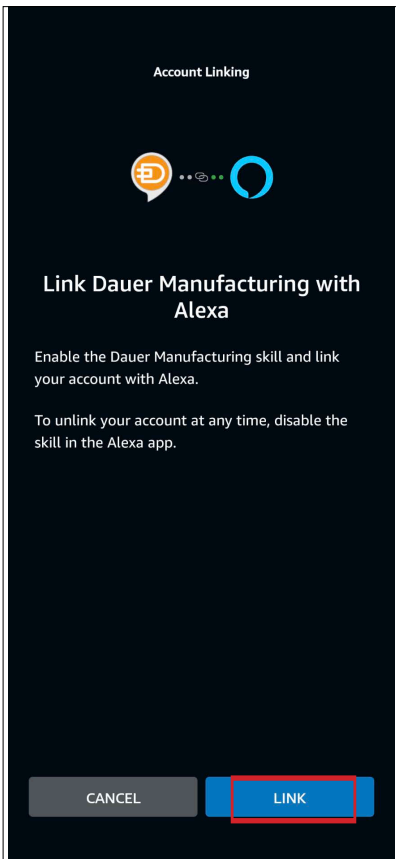 Account Linking
Link Dauer Manufacturing with
Alexa
Enable the Dauer Manufacturing skill and link
your account with Alexa.
To unlink your account at any time, disable the
skill in the Alexa app.
CANCEL
LINK